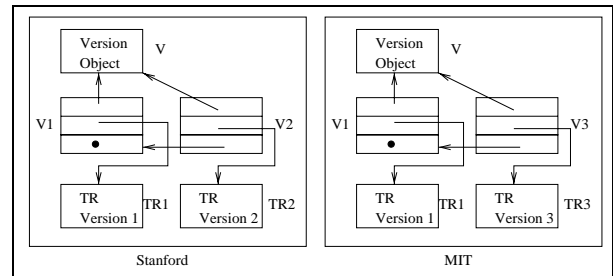 Version
Object
V
V1
V2
TR
Version 1
TR1
TR
Version 2
TR2
Stanford
Version
Object
V
V1
V3
TR
Version 1
TR1
TR
Version 3
TR3
MIT